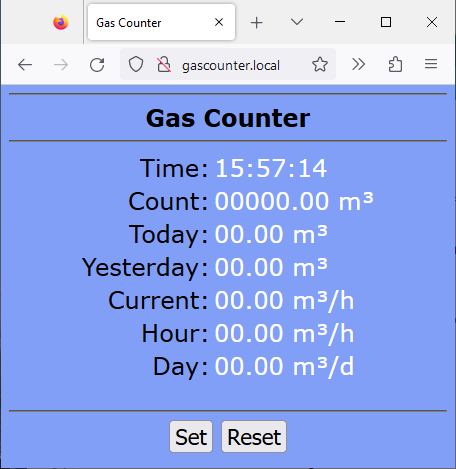 Gas Counter
gascounter.local
Gas Counter
Time: 15:57:14
Count: 00000.00 m³
Today: 00.00 m³
Yesterday: 00.00 m³
Current: 00.00 m³/h
Hour: 00.00 m³/h
Day: 00.00 m³/d
Set Reset